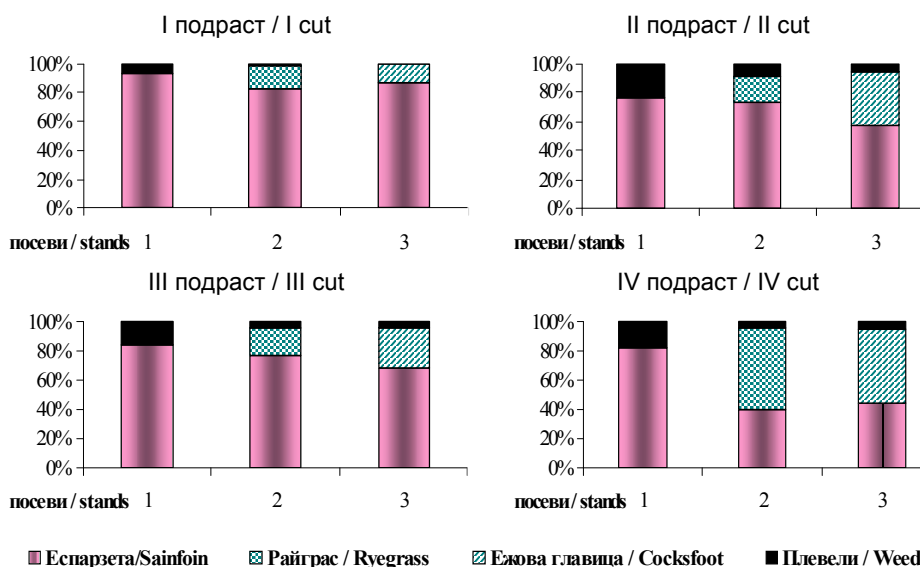 I подраст / I cut
100%
80%
60%
40%
20%
0%
посеви / stands 1 2 3
II подраст / II cut
100%
80%
60%
40%
20%
0%
посеви / stands 1 2 3
III подраст / III cut
100%
80%
60%
40%
20%
0%
посеви / stands 1 2 3
IV подраст / IV cut
100%
80%
60%
40%
20%
0%
посеви / stands 1 2 3
Еспарзета/Sainfoin Райграс / Ryegrass Ежова главица / Cocksfoot Плевели / Weed